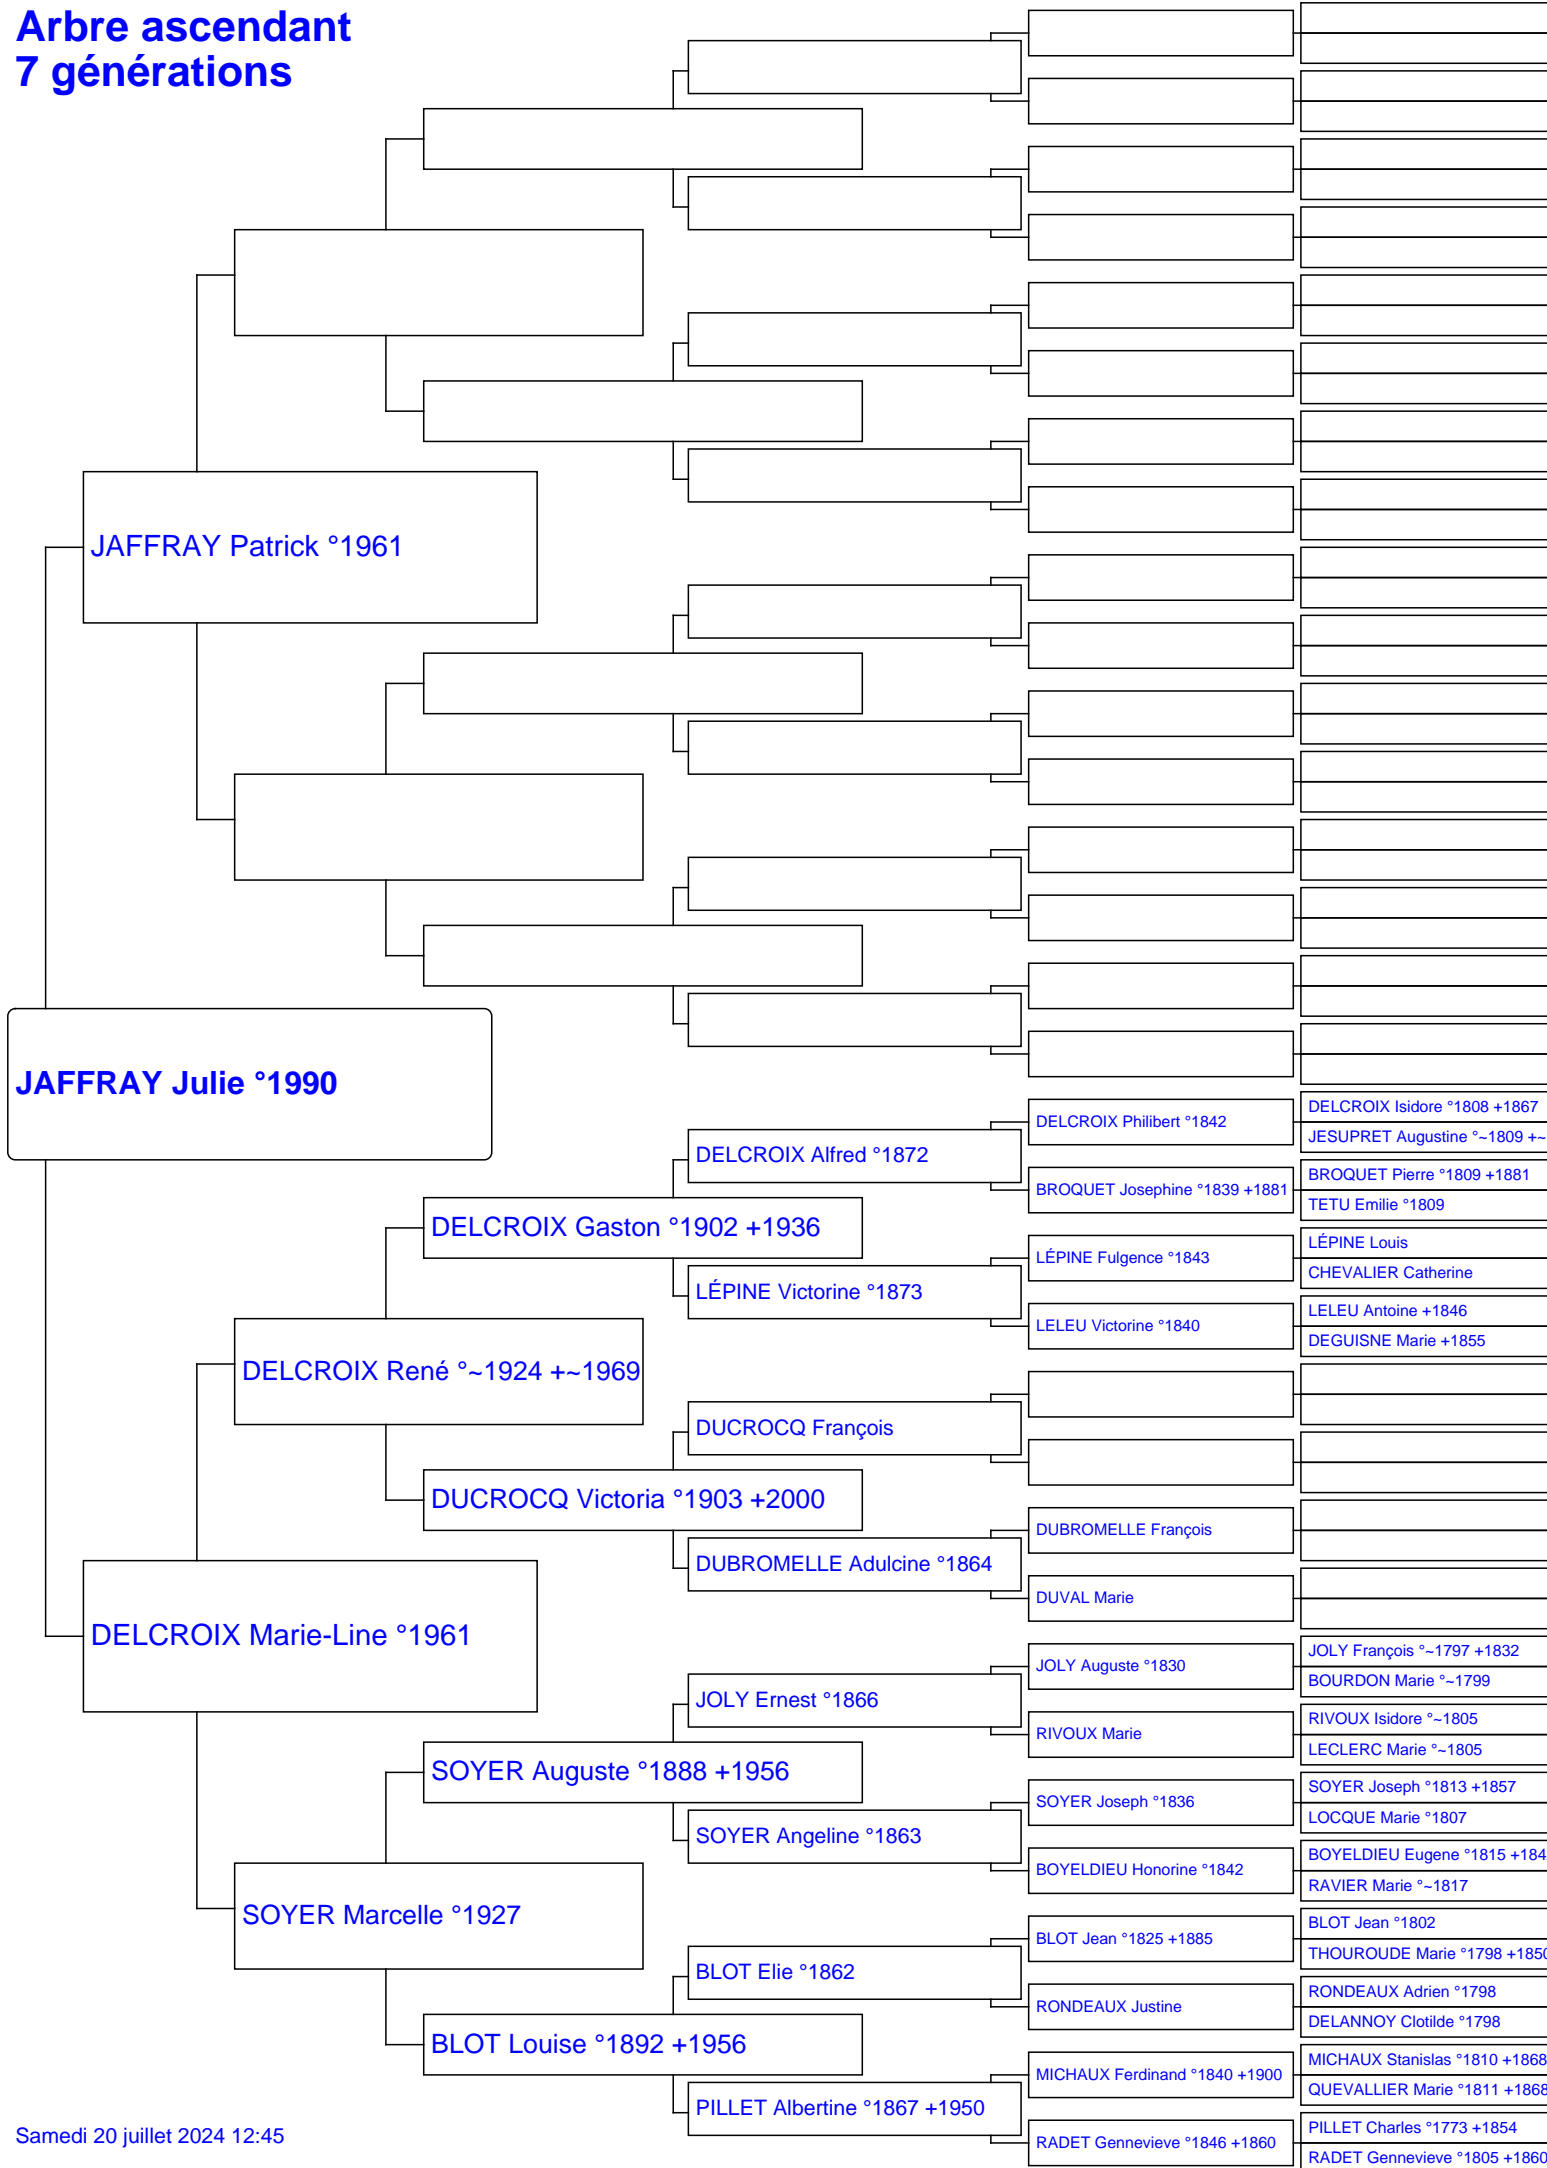 Arbre ascendant
7 générations
JAFFRAY Patrick °1961
JAFFRAY Julie °1990
DELCROIX Philibert °1842
DELCROIX Isidore °1808 +1867
JESUPRET Augustine °~1809 +~
DELCROIX Alfred °1872
BROQUET Josephine °1839 +1881
BROQUET Pierre °1809 +1881
TETU Emilie °1809
DELCROIX Gaston °1902 +1936
LÉPINE Fulgence °1843
LÉPINE Louis
CHEVALIER Catherine
LÉPINE Victorine °1873
LELEU Victorine °1840
LELEU Antoine +1846
DEGUISNE Marie +1855
DELCROIX René °~1924 +~1969
DUCROCQ François
DUCROCQ Victoria °1903 +2000
DUBROMELLE François
DUBROMELLE Adulcine °1864
DUVAL Marie
DELCROIX Marie-Line °1961
JOLY Auguste °1830
JOLY François °~1797 +1832
BOURDON Marie °~1799
JOLY Ernest °1866
RIVOUX Marie
RIVOUX Isidore °~1805
LECLERC Marie °~1805
SOYER Auguste °1888 +1956
SOYER Joseph °1836
SOYER Joseph °1813 +1857
LOCQUE Marie °1807
SOYER Angeline °1863
BOYELDIEU Honorine °1842
BOYELDIEU Eugene °1815 +184
RAVIER Marie °~1817
SOYER Marcelle °1927
BLOT Jean °1825 +1885
BLOT Jean °1802
THOUROUDE Marie °1798 +1850
BLOT Elie °1862
RONDEAUX Justine
RONDEAUX Adrien °1798
DELANNOY Clotilde °1798
BLOT Louise °1892 +1956
MICHAUX Ferdinand °1840 +1900
MICHAUX Stanislas °1810 +1868
QUEVALLIER Marie °1811 +1868
PILLET Albertine °1867 +1950
RADET Gennevieve °1846 +1860
PILLET Charles °1773 +1854
RADET Gennevieve °1805 +1860
Samedi 20 juillet 2024 12:45